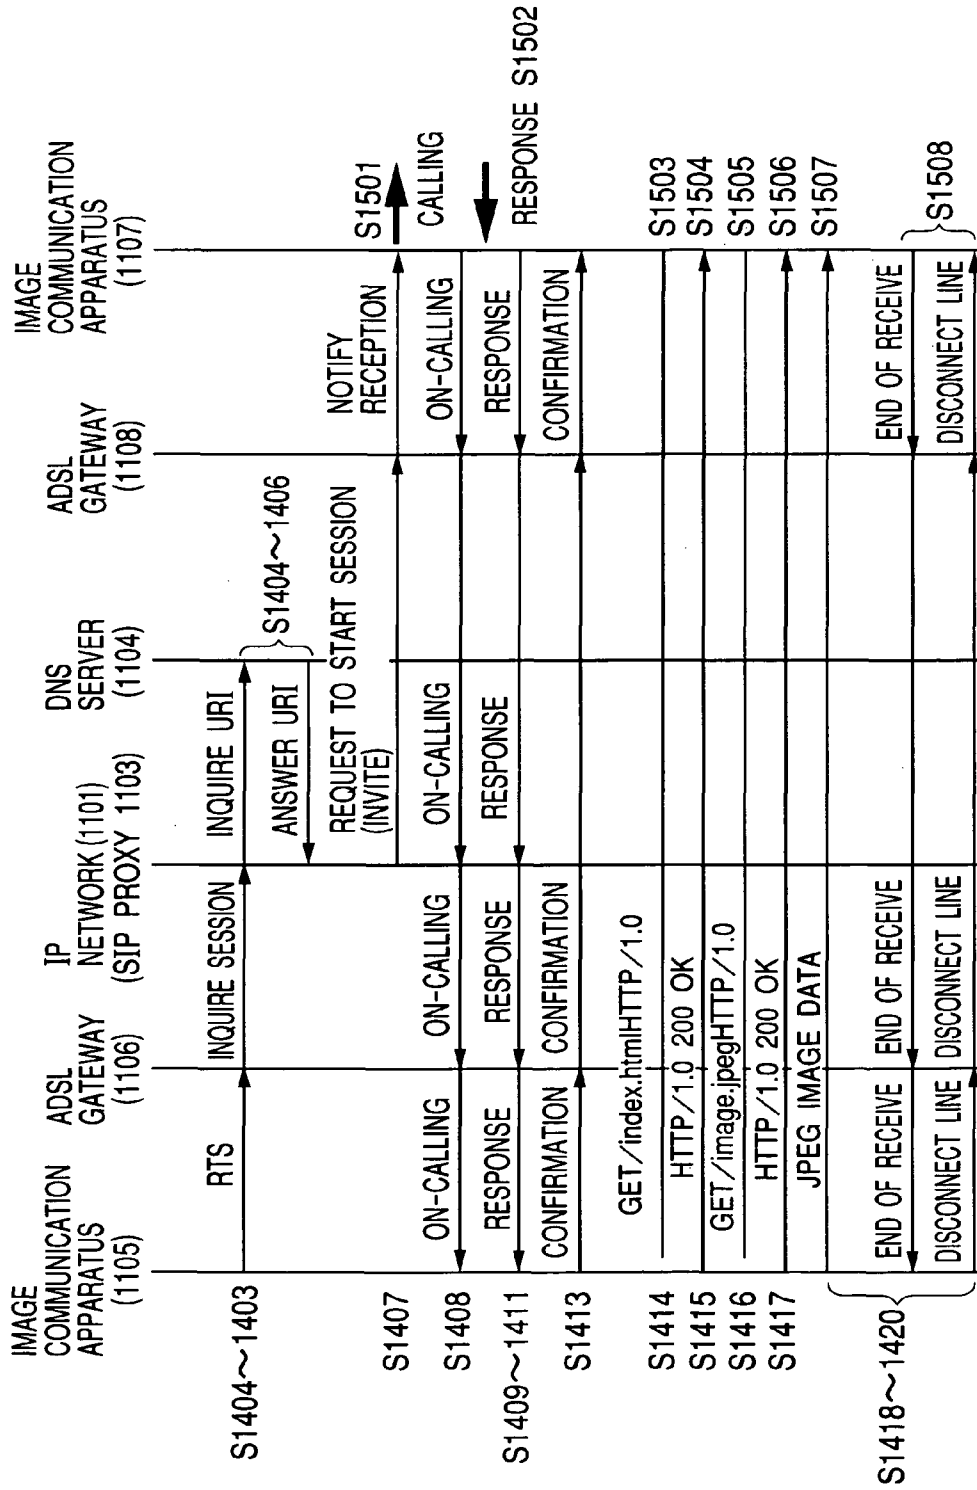 IMAGE
COMMUNICATION
APPARATUS
(1105)
ADSL
GATEWAY
(1106)
IP
NETWORK (1101)
(SIP PROXY 1103)
DNS
SERVER
(1104)
ADSL
GATEWAY
(1108)
IMAGE
COMMUNICATION
APPARATUS
(1107)
S1404~1403
RTS
INQUIRE SESSION
INQUIRE URI
ANSWER URI
S1404~1406
S1407
REQUEST TO START SESSION
(INVITE)
NOTIFY
RECEPTION
S1501
CALLING
S1408
ON-CALLING
ON-CALLING
ON-CALLING
ON-CALLING
S1409~1411
RESPONSE
RESPONSE
RESPONSE
RESPONSE
RESPONSE S1502
S1413
CONFIRMATION
CONFIRMATION
CONFIRMATION
S1414
GET/index.htmlHTTP/1.0
S1503
S1415
HTTP/1.0 200 OK
S1504
S1416
GET/image.jpegHTTP/1.0
S1505
S1417
HTTP/1.0 200 OK
S1506
JPEG IMAGE DATA
S1507
S1418~1420
END OF RECEIVE
END OF RECEIVE
END OF RECEIVE
DISCONNECT LINE
DISCONNECT LINE
DISCONNECT LINE
S1508